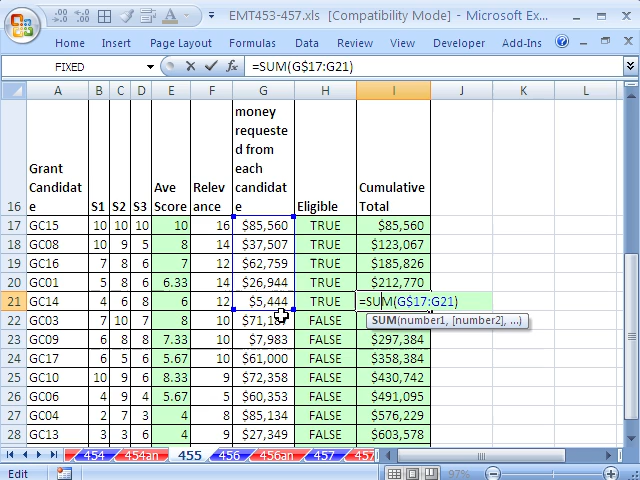 EMT453-457.xls [Compatibility Mode] - Microsoft Ex...
Home Insert Page Layout Formulas Data Review View Developer Add-Ins
FIXED =SUM(G$17:G21)
A B C D E F G H I J K L
16 Grant Candidate S1 S2 S3 Ave Score Relevance money requested from each candidate Eligible Cumulative Total
17 GC15 10 10 10 10 16 $85,560 TRUE $85,560
18 GC08 10 9 5 8 14 $37,507 TRUE $123,067
19 GC16 7 8 6 7 12 $62,759 TRUE $185,826
20 GC01 5 8 6 6.33 14 $26,944 TRUE $212,770
21 GC14 4 6 8 6 12 $5,444 TRUE =SUM(G$17:G21)
22 GC03 7 10 7 8 10 FALSE SUM(number1, [number2], ...)
23 GC09 6 8 8 7.33 10 $7,983 FALSE $297,384
24 GC17 6 5 6 5.67 10 $61,000 FALSE $358,384
25 GC10 10 9 6 8.33 9 $72,358 FALSE $430,742
26 GC06 4 9 4 5.67 9 $60,353 FALSE $491,095
27 GC04 2 7 3 4 8 $85,134 FALSE $576,229
28 GC13 3 3 6 4 9 $27,349 FALSE $603,578
454 454an 455 456 456an 457
Edit 97%